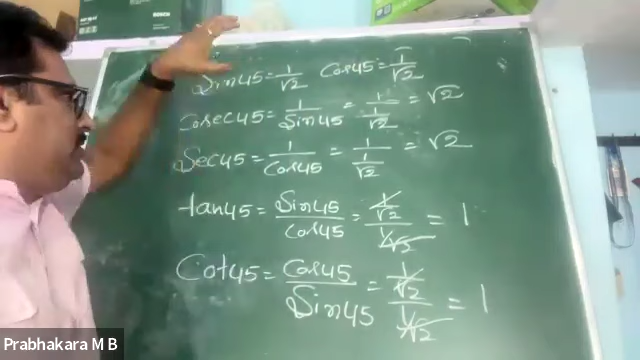 Sin45 = 1/√2 Cos45 = 1/√2
Cosec45 = 1/Sin45 = 1/(1/√2) = √2
Sec45 = 1/Cos45 = 1/(1/√2) = √2
tan45 = Sin45/Cos45 = (1/√2)/(1/√2) = 1
Cot45 = Cos45/Sin45 = (1/√2)/(1/√2) = 1
Prabhakara M B